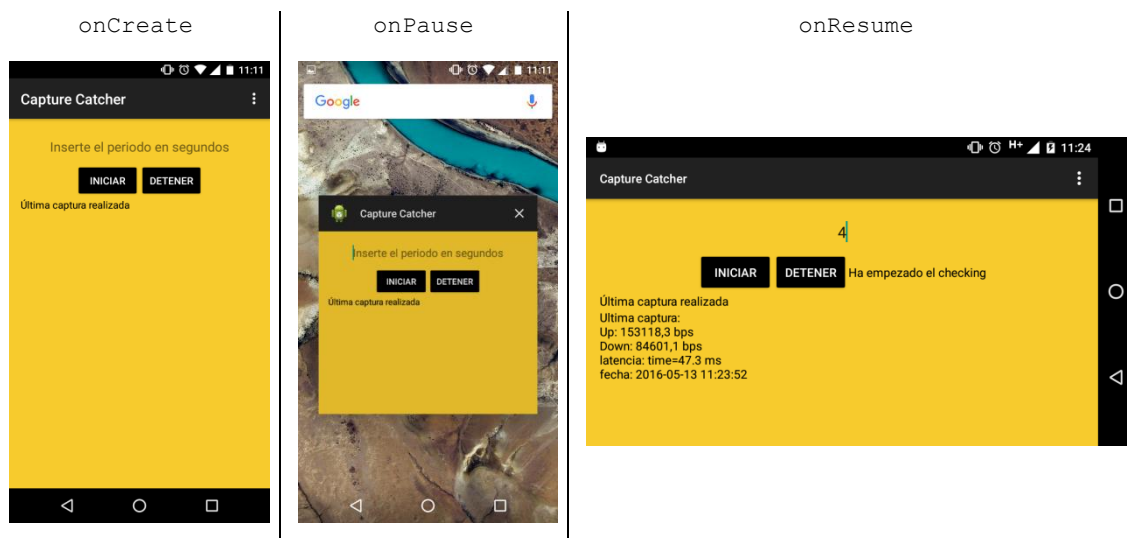 onCreate
onPause
onResume
11:11
Capture Catcher
Inserte el periodo en segundos
INICIAR DETENER
Última captura realizada
11:11
Google
Capture Catcher
Inserte el periodo en segundos
INICIAR DETENER
Última captura realizada
H+ 11:24
Capture Catcher
4
INICIAR DETENER Ha empezado el checking
Última captura realizada
Ultima captura:
Up: 153118,3 bps
Down: 84601,1 bps
latencia: time=47.3 ms
fecha: 2016-05-13 11:23:52